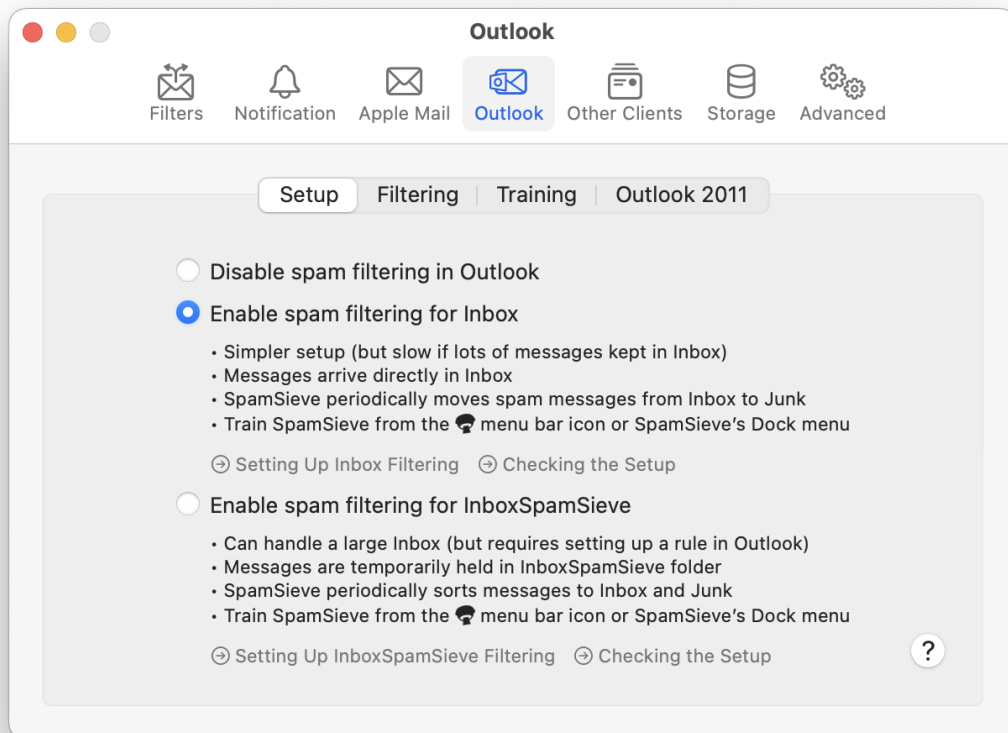 Outlook
Filters Notification Apple Mail Outlook Other Clients Storage Advanced
Setup Filtering Training Outlook 2011
Disable spam filtering in Outlook
Enable spam filtering for Inbox
• Simpler setup (but slow if lots of messages kept in Inbox)
• Messages arrive directly in Inbox
• SpamSieve periodically moves spam messages from Inbox to Junk
• Train SpamSieve from the menu bar icon or SpamSieve’s Dock menu
Setting Up Inbox Filtering Checking the Setup
Enable spam filtering for InboxSpamSieve
• Can handle a large Inbox (but requires setting up a rule in Outlook)
• Messages are temporarily held in InboxSpamSieve folder
• SpamSieve periodically sorts messages to Inbox and Junk
• Train SpamSieve from the menu bar icon or SpamSieve’s Dock menu
Setting Up InboxSpamSieve Filtering Checking the Setup
?